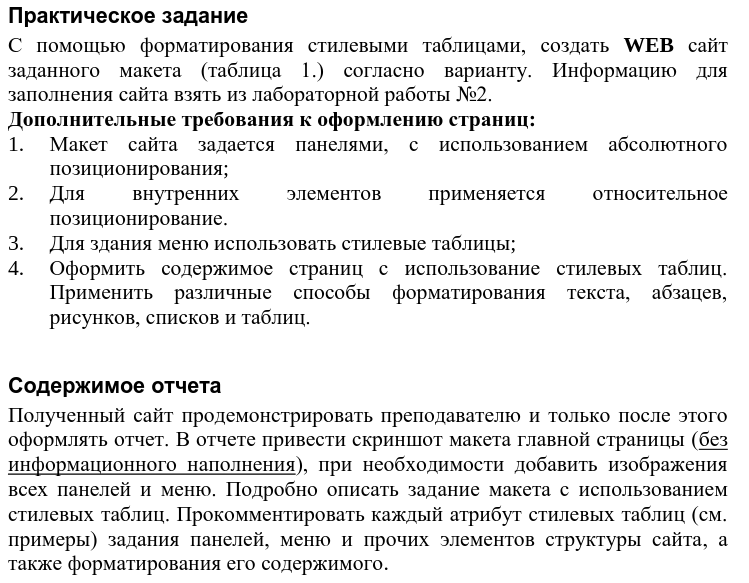 Практическое задание
С помощью форматирования стилевыми таблицами, создать WEB сайт
заданного макета (таблица 1.) согласно варианту. Информацию для
заполнения сайта взять из лабораторной работы №2.
Дополнительные требования к оформлению страниц:
1. Макет сайта задается панелями, с использованием абсолютного
позиционирования;
2. Для внутренних элементов применяется относительное
позиционирование.
3. Для здания меню использовать стилевые таблицы;
4. Оформить содержимое страниц с использование стилевых таблиц.
Применить различные способы форматирования текста, абзацев,
рисунков, списков и таблиц.
Содержимое отчета
Полученный сайт продемонстрировать преподавателю и только после этого
оформлять отчет. В отчете привести скриншот макета главной страницы (без
информационного наполнения), при необходимости добавить изображения
всех панелей и меню. Подробно описать задание макета с использованием
стилевых таблиц. Прокомментировать каждый атрибут стилевых таблиц (см.
примеры) задания панелей, меню и прочих элементов структуры сайта, а
также форматирования его содержимого.